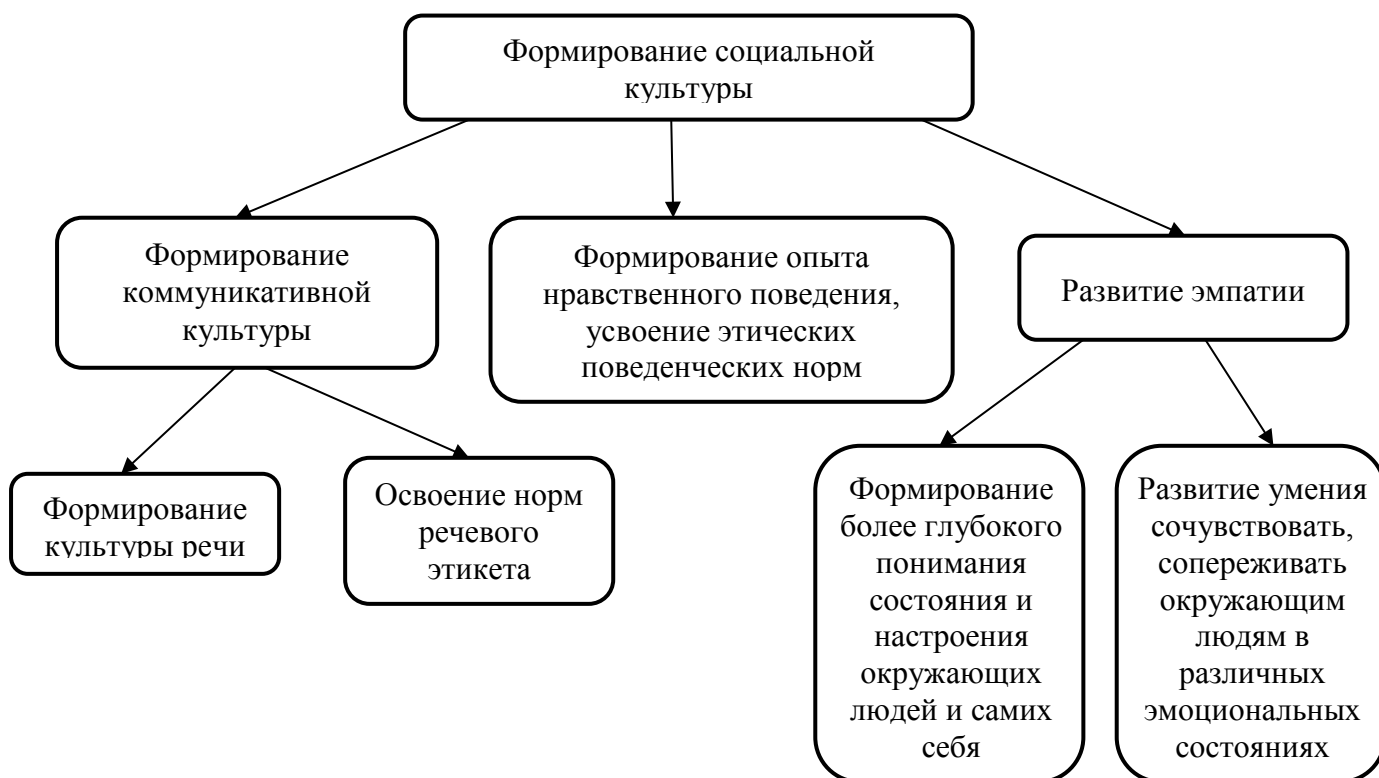 Формирование социальной
культуры
Формирование
коммуникативной
культуры
Формирование опыта
нравственного поведения,
усвоение этических
поведенческих норм
Развитие эмпатии
Формирование
культуры речи
Освоение норм
речевого
этикета
Формирование
более глубокого
понимания
состояния и
настроения
окружающих
людей и самих
себя
Развитие умения
сочувствовать,
сопереживать
окружающим
людям в
различных
эмоциональных
состояниях